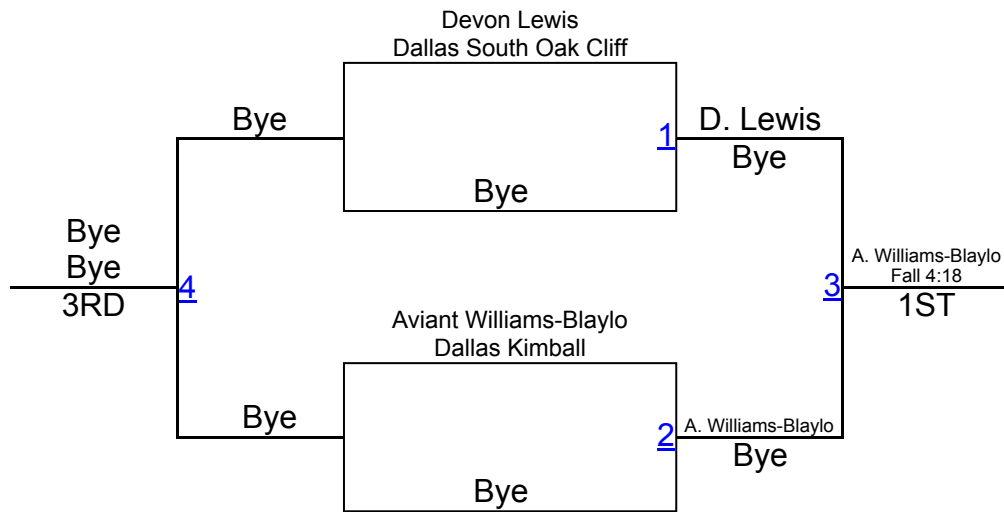 Devon Lewis
Dallas South Oak Cliff
Bye
1
D. Lewis
Bye
Bye
Bye
Bye
4
3RD
A. Williams-Blaylo
Fall 4:18
3
1ST
Aviant Williams-Blaylo
Dallas Kimball
Bye
2
A. Williams-Blaylo
Bye
Bye